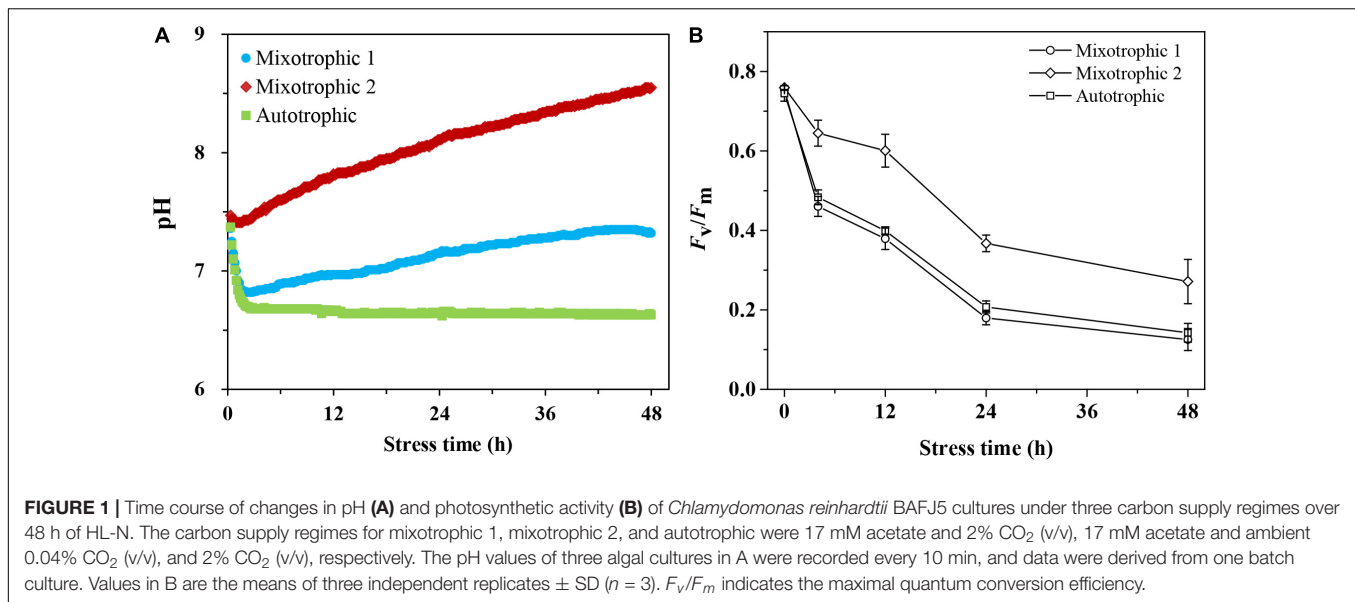 A
B
9
8
7
6
pH
Mixotrophic 1
Mixotrophic 2
Autotrophic
0 12 24 36 48
Stress time (h)
0.8
0.6
0.4
0.2
0.0
Fv/Fm
Mixotrophic 1
Mixotrophic 2
Autotrophic
0 12 24 48
Stress time (h)
FIGURE 1 | Time course of changes in pH (A) and photosynthetic activity (B) of Chlamydomonas reinhardtii BAFJ5 cultures under three carbon supply regimes over
48 h of HL-N. The carbon supply regimes for mixotrophic 1, mixotrophic 2, and autotrophic were 17 mM acetate and 2% CO2 (v/v), 17 mM acetate and ambient
0.04% CO2 (v/v), and 2% CO2 (v/v), respectively. The pH values of three algal cultures in A were recorded every 10 min, and data were derived from one batch
culture. Values in B are the means of three independent replicates ± SD (n = 3). Fv/Fm indicates the maximal quantum conversion efficiency.